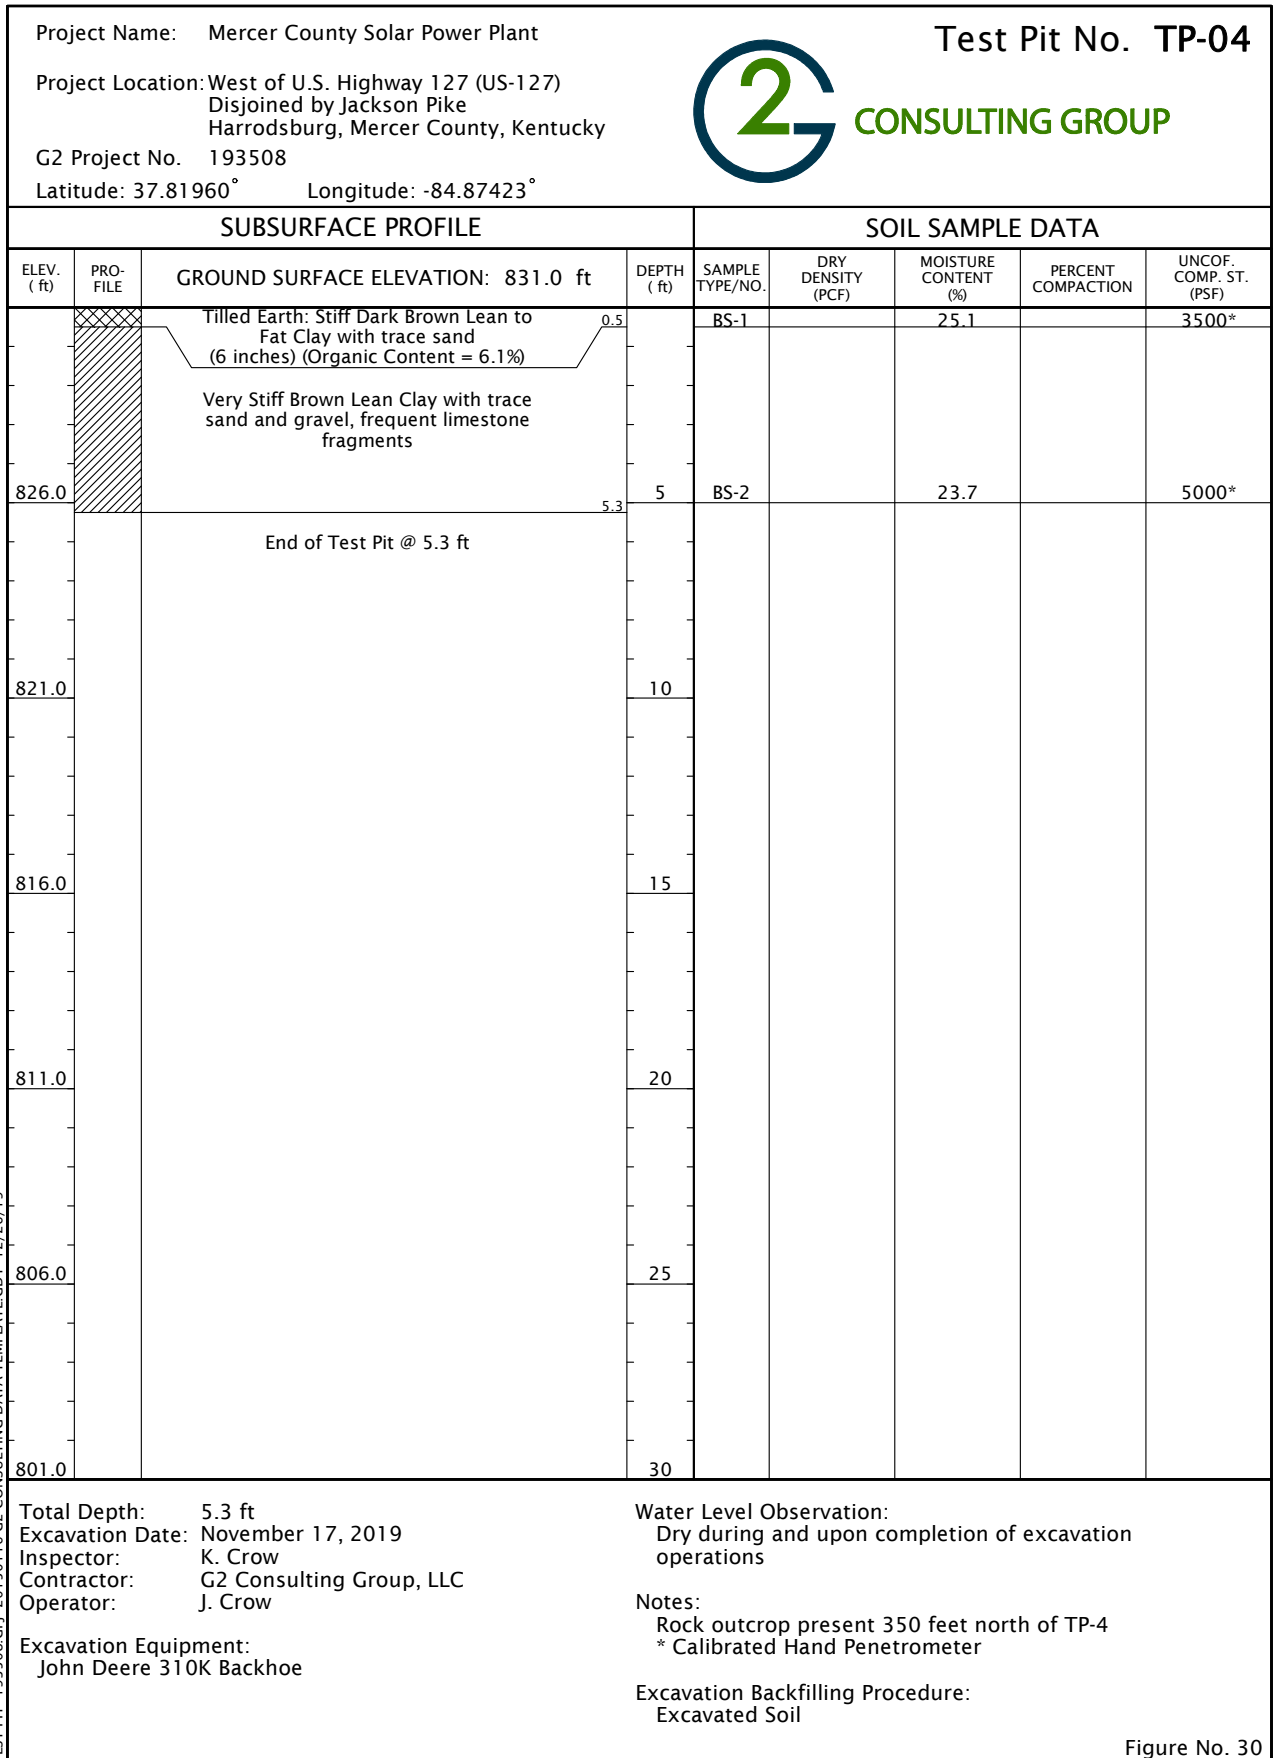 Project Name: Mercer County Solar Power Plant
Project Location: West of U.S. Highway 127 (US-127)
Disjoined by Jackson Pike
Harrodsburg, Mercer County, Kentucky
G2 Project No. 193508
Latitude: 37.81960° Longitude: -84.87423°
Test Pit No. TP-04
G2 CONSULTING GROUP
SUBSURFACE PROFILE
SOIL SAMPLE DATA
ELEV. ( ft)
PRO-FILE
GROUND SURFACE ELEVATION: 831.0 ft
DEPTH ( ft)
SAMPLE TYPE/NO.
DRY DENSITY (PCF)
MOISTURE CONTENT (%)
PERCENT COMPACTION
UNCOF. COMP. ST. (PSF)
Tilled Earth: Stiff Dark Brown Lean to 0.5 BS-1 25.1 3500*
Fat Clay with trace sand
(6 inches) (Organic Content = 6.1%)
Very Stiff Brown Lean Clay with trace
sand and gravel, frequent limestone
fragments
826.0 5 BS-2 23.7 5000*
5.3
End of Test Pit @ 5.3 ft
821.0 10
816.0 15
811.0 20
806.0 25
801.0 30
Total Depth: 5.3 ft
Excavation Date: November 17, 2019
Inspector: K. Crow
Contractor: G2 Consulting Group, LLC
Operator: J. Crow
Excavation Equipment:
John Deere 310K Backhoe
Water Level Observation:
Dry during and upon completion of excavation
operations
Notes:
Rock outcrop present 350 feet north of TP-4
* Calibrated Hand Penetrometer
Excavation Backfilling Procedure:
Excavated Soil
Figure No. 30